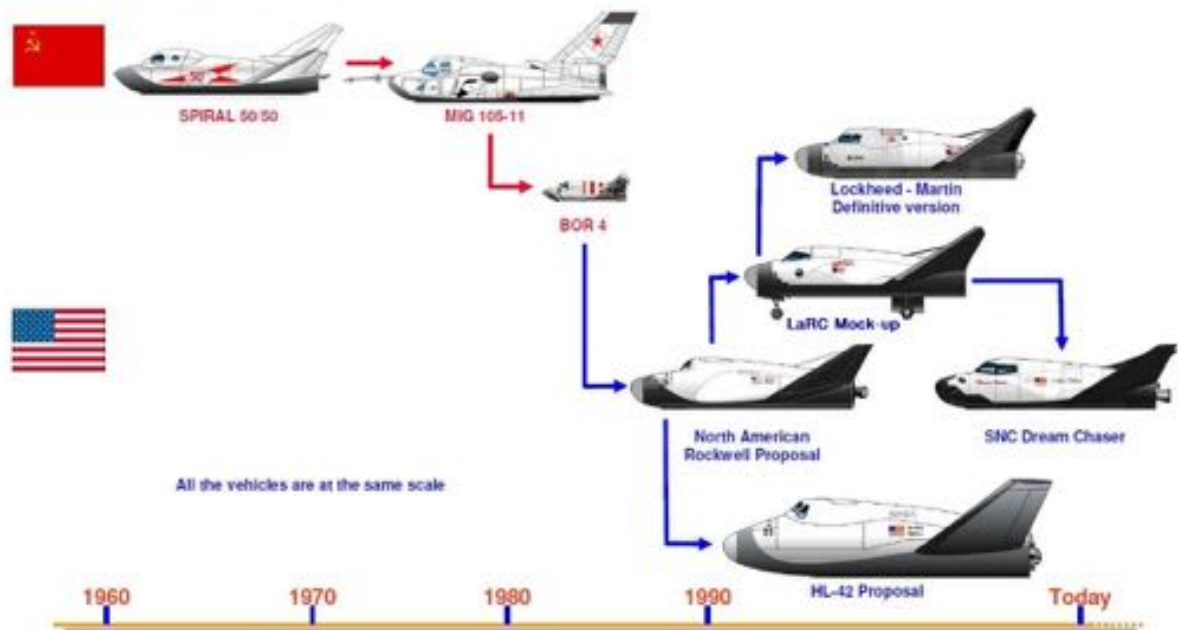 SPIRAL 50/50
MiG 105-11
BOR 4
Lockheed - Martin
Definitive version
LaRC Mock-up
North American
Rockwell Proposal
SNC Dream Chaser
All the vehicles are at the same scale
HL-42 Proposal
1960
1970
1980
1990
Today